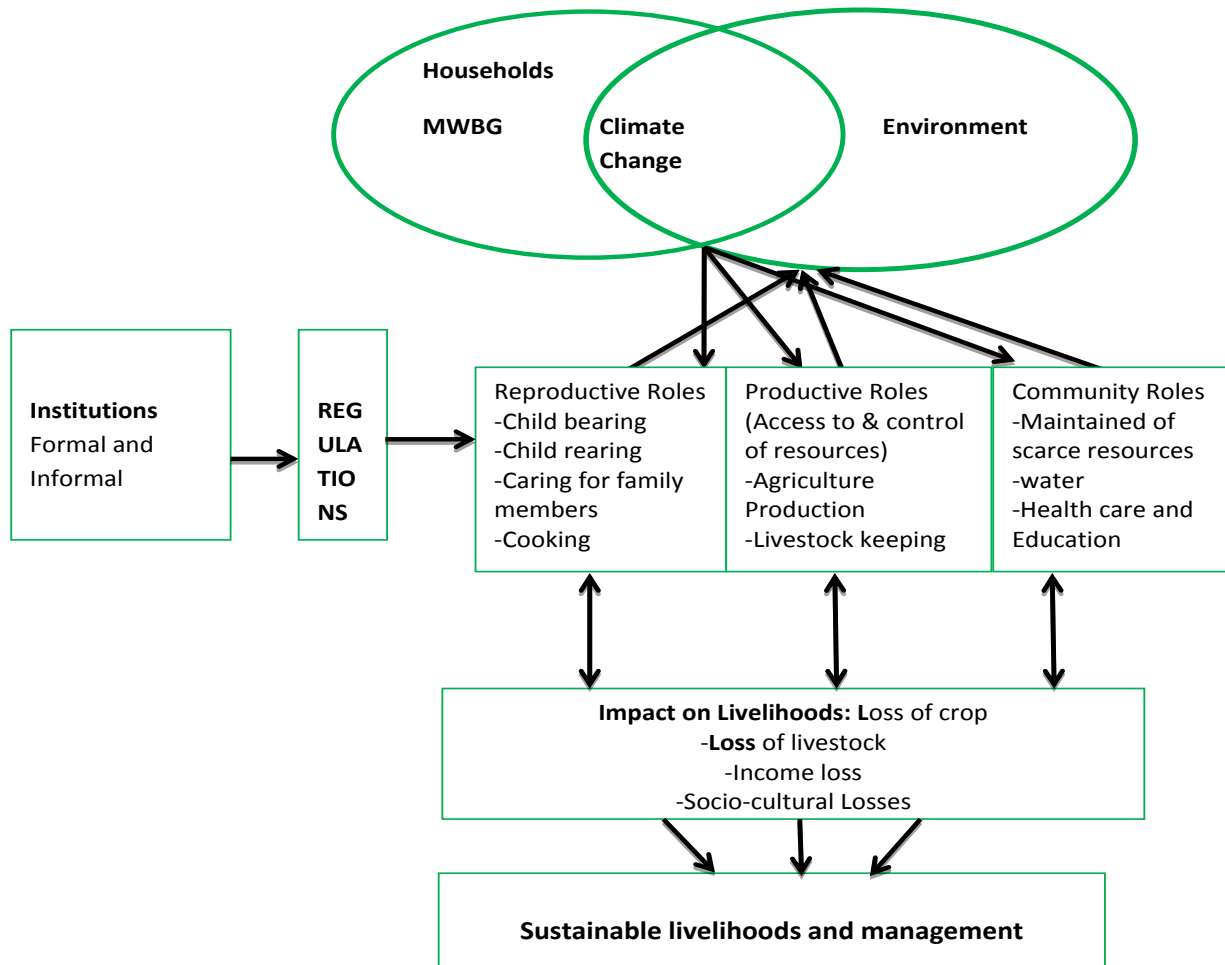 Households
MWBG
Climate
Change
Environment
Institutions
Formal and
Informal
REG
ULA
TIO
NS
Reproductive Roles
-Child bearing
-Child rearing
-Caring for family
members
-Cooking
Productive Roles
(Access to & control
of resources)
-Agriculture
Production
-Livestock keeping
Community Roles
-Maintained of
scarce resources
-water
-Health care and
Education
Impact on Livelihoods: Loss of crop
-Loss of livestock
-Income loss
-Socio-cultural Losses
Sustainable livelihoods and management